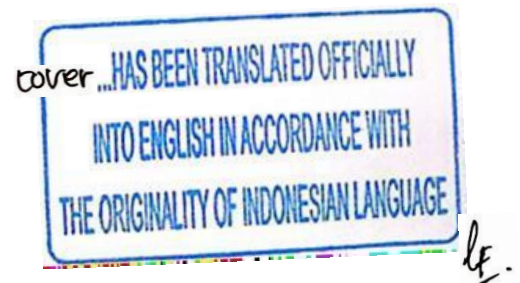 cover ...HAS BEEN TRANSLATED OFFICIALLY
INTO ENGLISH IN ACCORDANCE WITH
THE ORIGINALITY OF INDONESIAN LANGUAGE